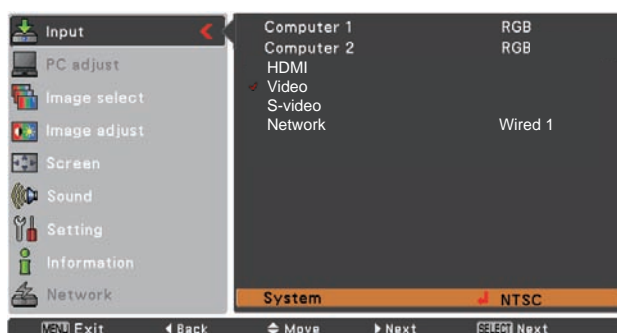 Input
PC adjust
Image select
Image adjust
Screen
Sound
Setting
Information
Network
Computer 1 RGB
Computer 2 RGB
HDMI
Video
S-video
Network Wired 1
System NTSC
MENU Exit Back Move Next SELECT Next